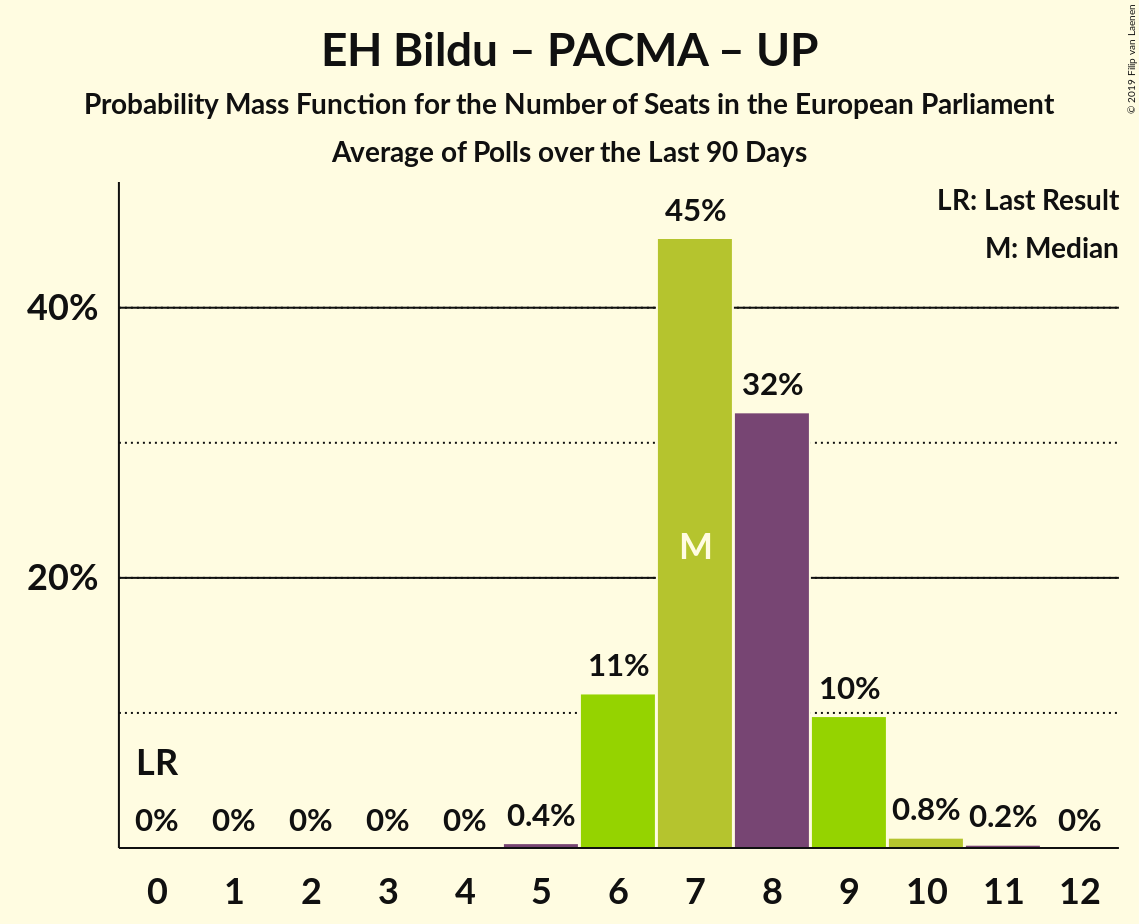 EH Bildu – PACMA – UP
Probability Mass Function for the Number of Seats in the European Parliament
Average of Polls over the Last 90 Days
© 2019 Filip van Laenen
LR: Last Result
M: Median
45%
40%
32%
M
20%
11%
10%
LR
0% 0% 0% 0% 0% 0.4% 0.8% 0.2% 0%
0 1 2 3 4 5 6 7 8 9 10 11 12